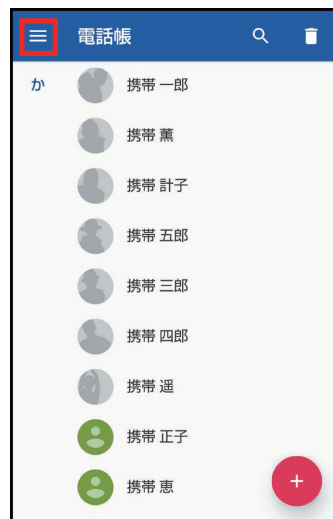 電話帳
か
携帯 一郎
携帯 薫
携帯 計子
携帯 五郎
携帯 三郎
携帯 四郎
携帯 遥
携帯 正子
携帯 恵